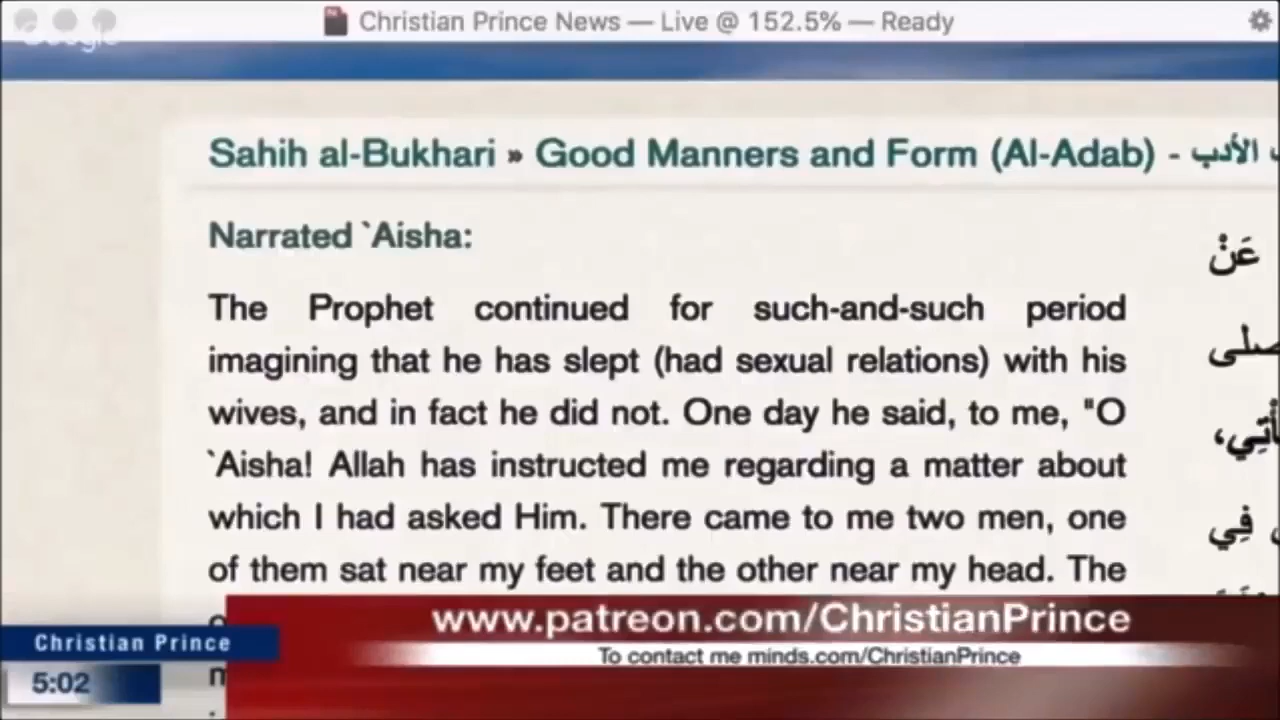 Christian Prince News — Live @ 152.5% — Ready
Google
Sahih al-Bukhari » Good Manners and Form (Al-Adab) - الأدب
Narrated `Aisha:
The Prophet continued for such-and-such period
imagining that he has slept (had sexual relations) with his
wives, and in fact he did not. One day he said, to me, "O
`Aisha! Allah has instructed me regarding a matter about
which I had asked Him. There came to me two men, one
of them sat near my feet and the other near my head. The
عَنْ
صلى
فِي
www.patreon.com/ChristianPrince
To contact me minds.com/ChristianPrince
Christian Prince
5:02